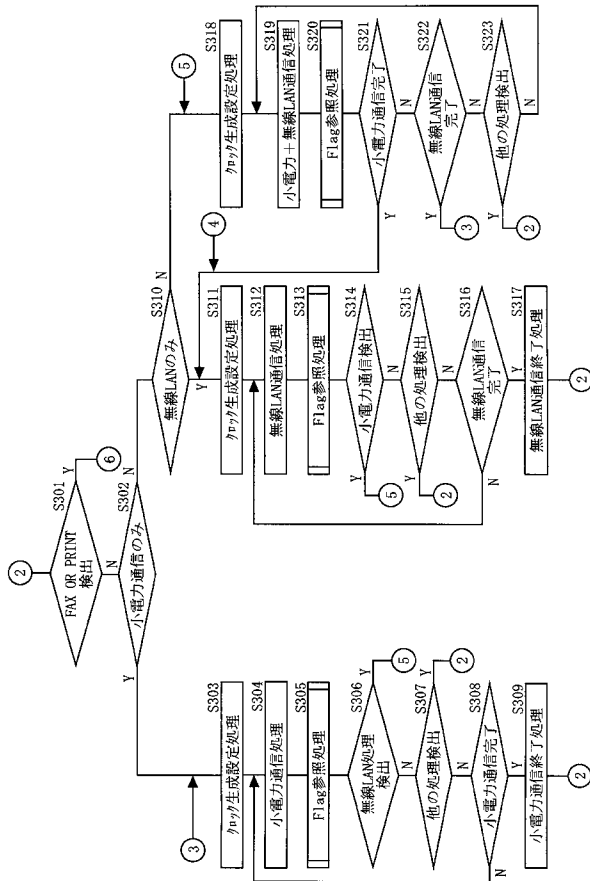 ②
S301
FAX OR PRINT
検出
Y
⑥
N
S302
小電力通信のみ
Y
N
③
S303
クロック生成設定処理
S304
小電力通信処理
S305
Flag参照処理
S306
無線LAN処理
検出
Y
⑤
N
S307
他の処理検出
Y
②
N
S308
小電力通信完了
N
Y
S309
小電力通信終了処理
②
S310
無線LANのみ
N
Y
④
S311
クロック生成設定処理
S312
無線LAN通信処理
S313
Flag参照処理
S314
小電力通信検出
Y
⑤
N
S315
他の処理検出
Y
②
N
S316
無線LAN通信
完了
N
Y
S317
無線LAN通信終了処理
②
⑤
S318
クロック生成設定処理
S319
小電力+無線LAN通信処理
S320
Flag参照処理
S321
小電力通信完了
Y
N
S322
無線LAN通信
完了
Y
③
N
S323
他の処理検出
Y
②
N